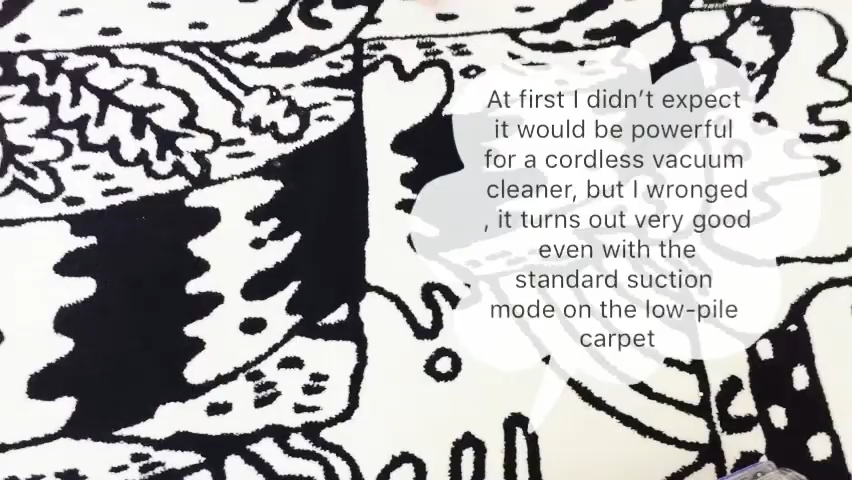 At first I didn’t expect
it would be powerful
for a cordless vacuum
cleaner, but I wronged
, it turns out very good
even with the
standard suction
mode on the low-pile
carpet